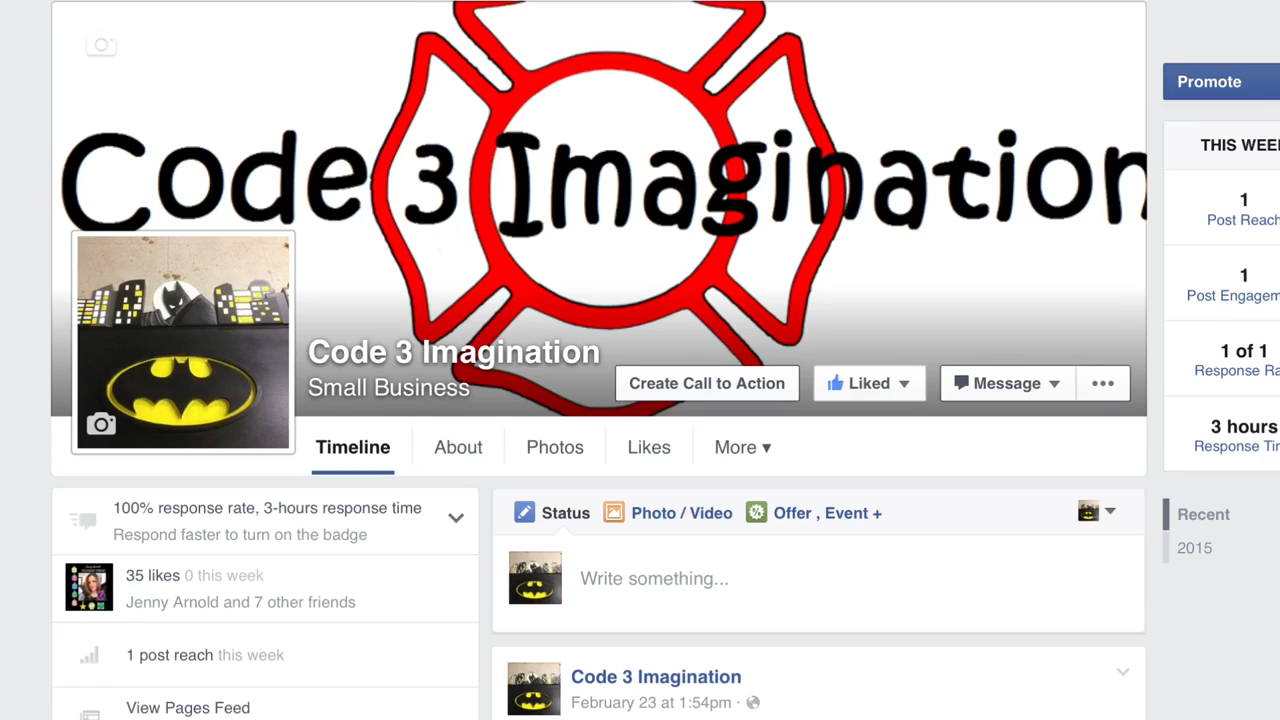 Code 3 Imagination
Code 3 Imagination
Small Business
Create Call to Action
Liked
Message
Timeline
About
Photos
Likes
More
Promote
THIS WEE
1
Post Reach
1
Post Engagem
1 of 1
Response Ra
3 hours
Response Ti
Recent
2015
100% response rate, 3-hours response time
Respond faster to turn on the badge
35 likes 0 this week
Jenny Arnold and 7 other friends
1 post reach this week
View Pages Feed
Status
Photo / Video
Offer , Event +
Write something...
Code 3 Imagination
February 23 at 1:54pm ·